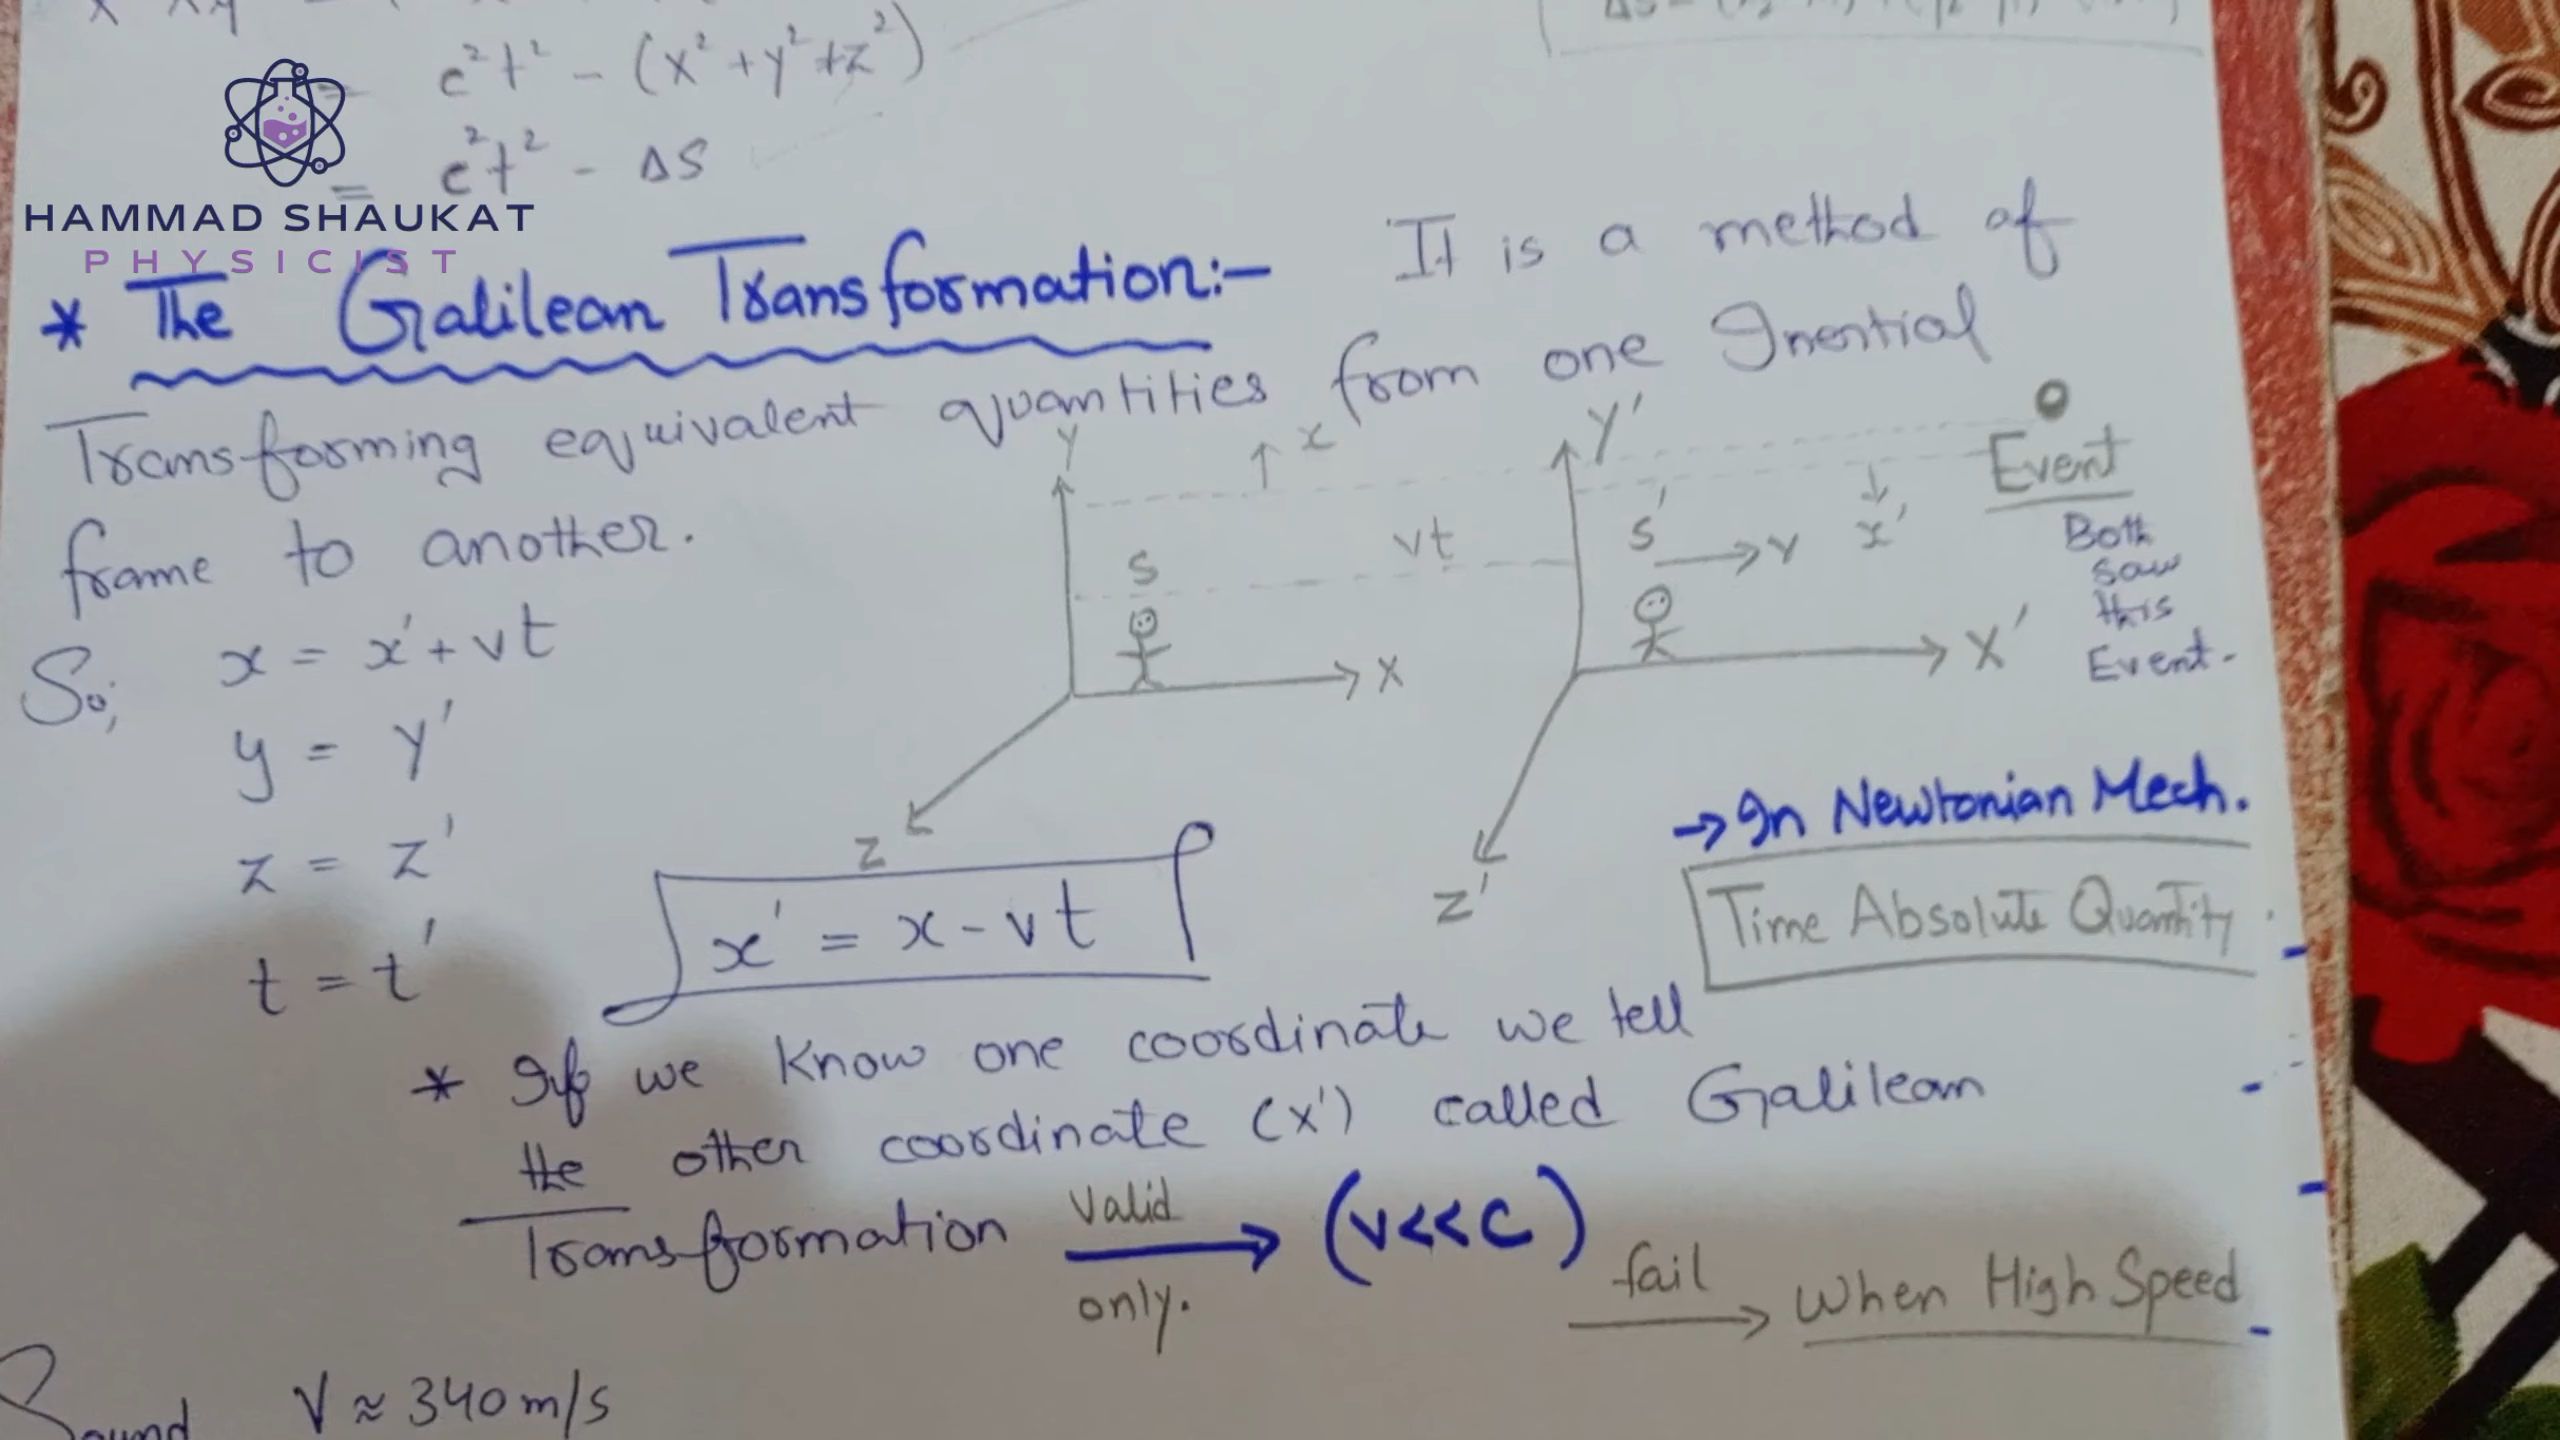 = c²t² - (x² + y² + z²)
= c²t² - ΔS
HAMMAD SHAUKAT
PHYSICIST
* The Galilean Transformation:- It is a method of
Transforming equivalent quantities from one Inertial
frame to another.
So; x = x' + vt
y = y'
z = z'
t = t'
Y
x
S
vt
X
Z
Y'
S'
v
x'
X'
Z'
Event
Both
saw
this
Event.
x' = x - vt
→ In Newtonian Mech.
Time Absolute Quantity.
* If we know one coordinate we tell
the other coordinate (x') called Galilean
Transformation valid only. → (v<<c)
fail → when High Speed
Sound V ≈ 340 m/s